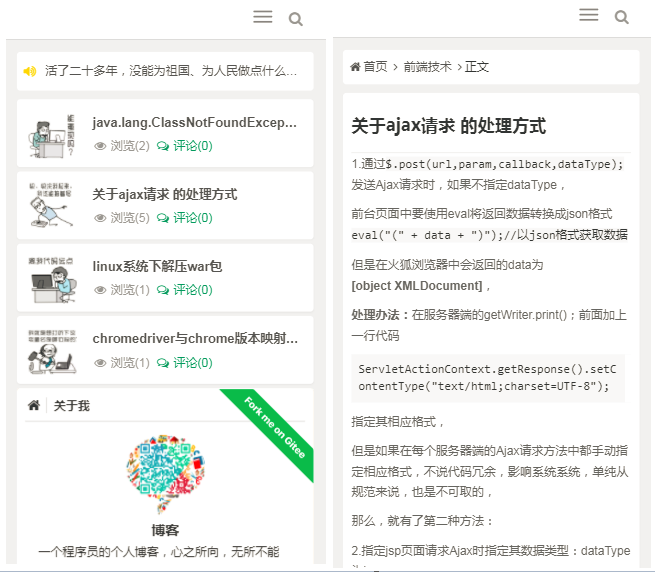 活了二十多年，没能为祖国、为人民做点什么...
java.lang.ClassNotFoundExcep...
浏览(2) 评论(0)
关于ajax请求 的处理方式
浏览(5) 评论(0)
linux系统下解压war包
浏览(1) 评论(0)
chromedriver与chrome版本映射...
浏览(1) 评论(0)
关于我
Fork me on Gitee
博客
一个程序员的个人博客，心之所向，无所不能
首页 > 前端技术 > 正文
关于ajax请求 的处理方式
1.通过$.post(url,param,callback,dataType);
发送Ajax请求时，如果不指定dataType，
前台页面中要使用eval将返回数据转换成json格式
eval("(" + data + ")");//以json格式获取数据
但是在火狐浏览器中会返回的data为
[object XMLDocument]，
处理办法：在服务器端的getWriter.print()；前面加上
一行代码
ServletActionContext.getResponse().setC
ontentType("text/html;charset=UTF-8");
指定其相应格式，
但是如果在每个服务器端的Ajax请求方法中都手动指
定相应格式，不说代码冗余，影响系统系统，单纯从
规范来说，也是不可取的，
那么，就有了第二种方法：
2.指定jsp页面请求Ajax时指定其数据类型：dataType